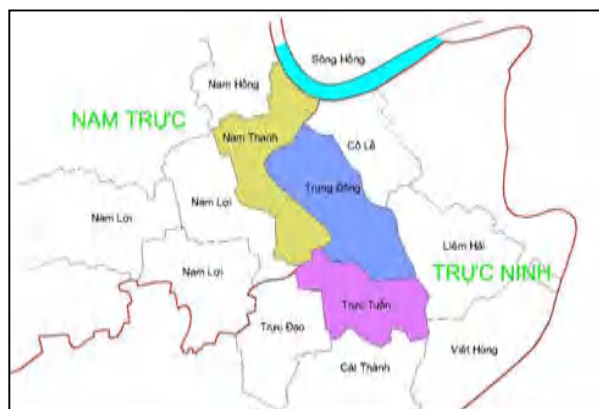 Sông Hồng
Nam Hồng
NAM TRỰC
Nam Thanh
Cổ Lễ
Trung Đông
Nam Lợi
Nam Lợi
Liêm Hải
Nam Lợi
TRỰC NINH
Trực Tuấn
Trực Đạo
Việt Hùng
Cát Thành